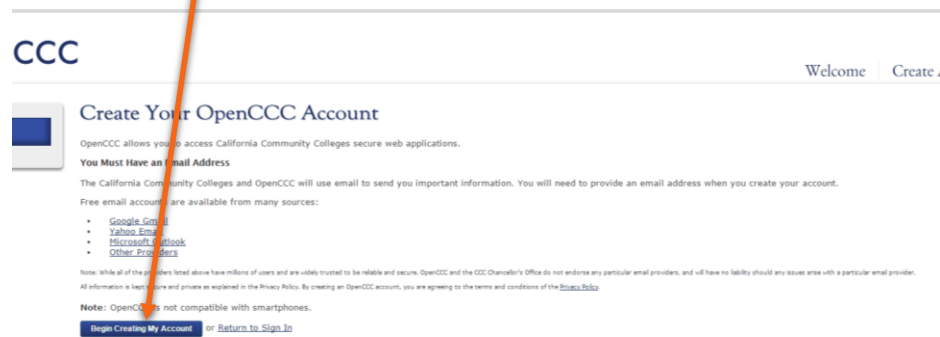 CCC
Welcome Create
Create Your OpenCCC Account
OpenCCC allows you to access California Community Colleges secure web applications.
You Must Have an Email Address
The California Community Colleges and OpenCCC will use email to send you important information. You will need to provide an email address when you create your account.
Free email accounts are available from many sources:
Google Gmail
Yahoo Email
Microsoft Outlook
Other Providers
Note: While all of the providers listed above have millions of users and are widely trusted to be reliable and secure, OpenCCC and the CCC Chancellor's Office do not endorse any particular email providers, and will have no liability should any issues arise with a particular email provider.
All information is kept secure and private as explained in the Privacy Policy. By creating an OpenCCC account, you are agreeing to the terms and conditions of the Privacy Policy.
Note: OpenCCC is not compatible with smartphones.
Begin Creating My Account or Return to Sign In